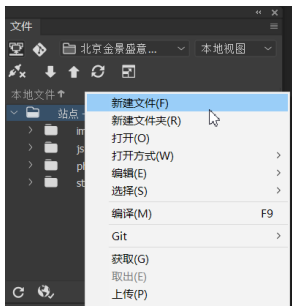 文件
北京金景盛意...
本地视图
本地文件↑
站点 -
im
js
ph
st
新建文件(F)
新建文件夹(R)
打开(O)
打开方式(W)
编辑(E)
选择(S)
编译(M) F9
Git
获取(G)
取出(E)
上传(P)